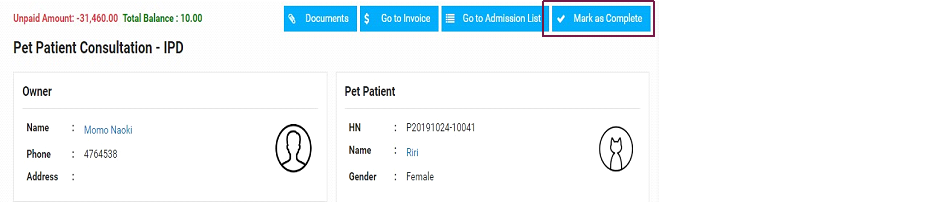 Unpaid Amount: -31,460.00 Total Balance : 10.00
Documents
$ Go to Invoice
Go to Admission List
Mark as Complete
Pet Patient Consultation - IPD
Owner
Name : Momo Naoki
Phone : 4764538
Address :
Pet Patient
HN : P20191024-10041
Name : Riri
Gender : Female